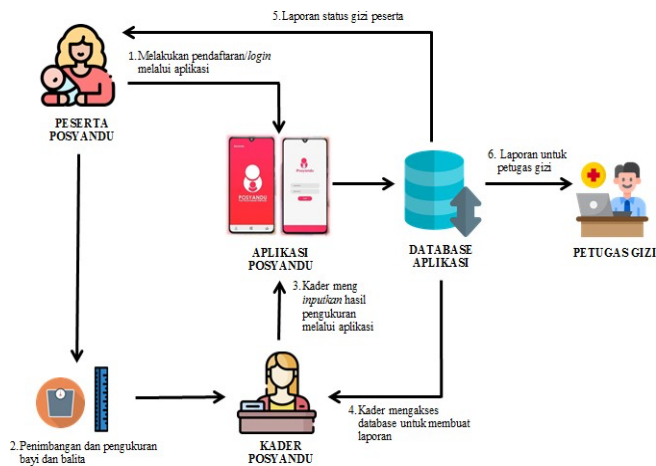 5.Laporan status gizi peserta
1.Melakukan pendaftaran/login
melalui aplikasi
PESERTA
POSYANDU
POSYANDU
Posyandu
6. Laporan untuk
petugas gizi
APLIKASI
POSYANDU
DATABASE
APLIKASI
PETUGAS GIZI
3.Kader meng
inputkan hasil
pengukuran
melalui aplikasi
2.Penimbangan dan pengukuran
bayi dan balita
KADER
POSYANDU
4.Kader mengakses
database untuk membuat
laporan